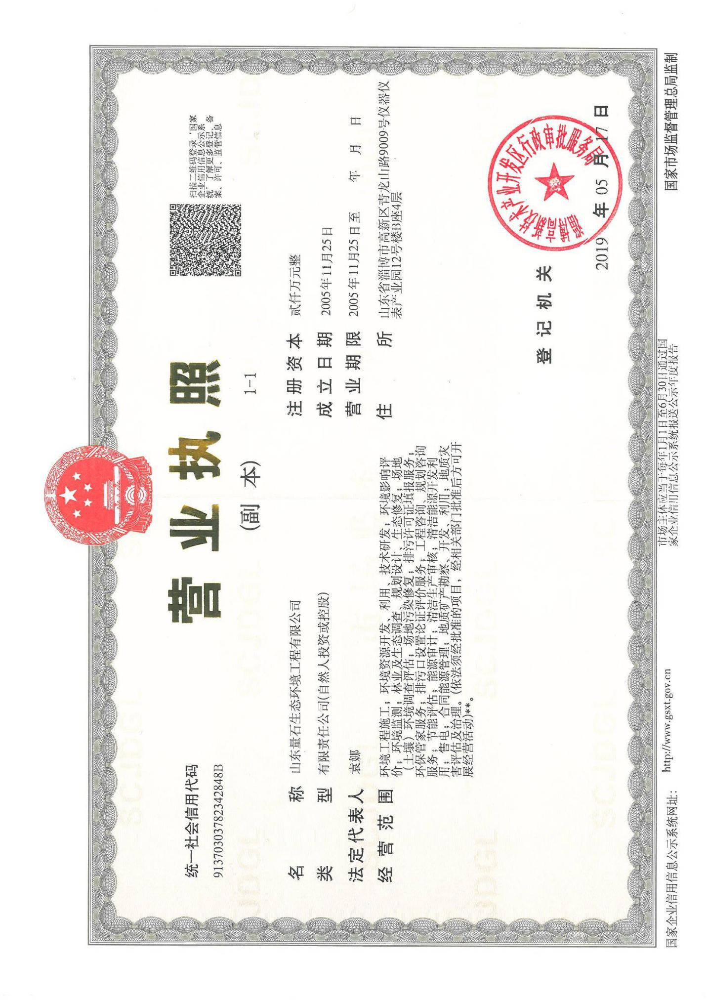 统一社会信用代码
91370303782342848B
营业执照
(副 本)
1-1
扫描二维码登录‘国家
企业信用信息公示系
统’了解更多登记、备
案、许可、监管信息
名 称 山东量石生态环境工程有限公司
类 型 有限责任公司(自然人投资或控股)
法定代表人 袁娜
经营范围 环境工程施工；环境资源开发、利用、技术研发；环境影响评
价；环境监测；林业及生态调查、规划设计、生态修复；场地
（土壤）环境调查评估；场地污染修复；排污许可证填报服务；
环保管家服务；排污口设置论证评价服务；工程咨询、规划咨询
服务；节能评估；能源审计；清洁生产审核；清洁能源开发利
用；售电；合同能源管理；地质矿产勘察、开发、利用；地质灾
害评估及治理。(依法须经批准的项目，经相关部门批准后方可开
展经营活动)**。
注册资本 贰仟万元整
成立日期 2005年11月25日
营业期限 2005年11月25日至 年 月 日
住 所 山东省淄博市高新区青龙山路9009号仪器仪
表产业园12号楼B座4层
登记机关
淄博高新技术产业开发区行政审批服务局
2019 年 05 月 17 日
国家企业信用信息公示系统网址： http://www.gsxt.gov.cn
市场主体应当于每年1月1日至6月30日通过国
家企业信用信息公示系统报送公示年度报告
国家市场监督管理总局监制